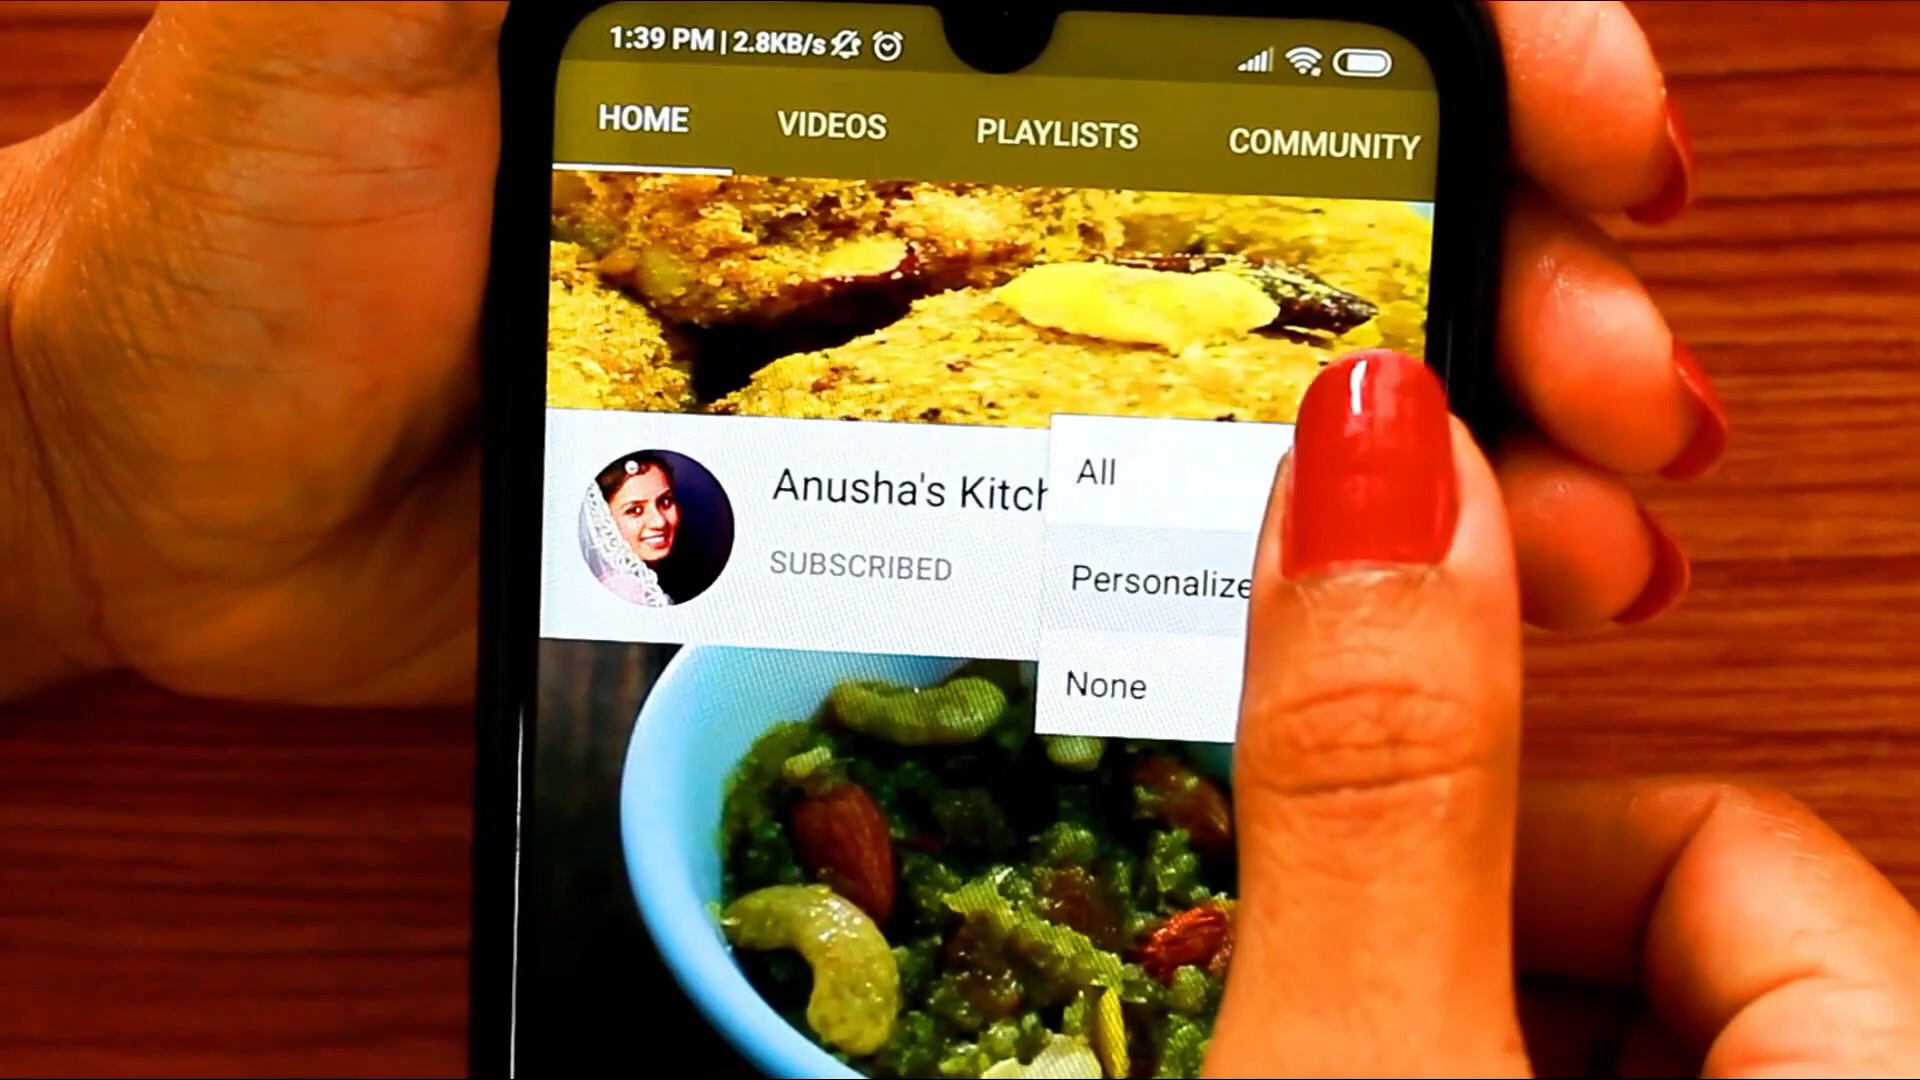 1:39 PM | 2.8KB/s
HOME VIDEOS PLAYLISTS COMMUNITY
Anusha's Kitch
SUBSCRIBED
All
Personalize
None